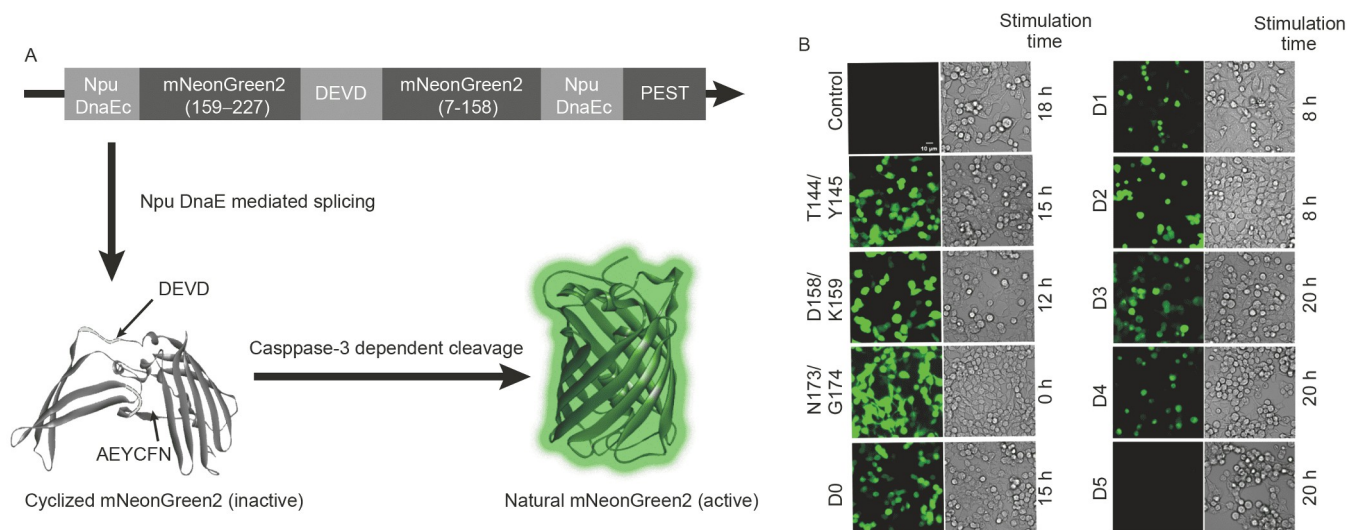 A
Npu
DnaEc
mNeonGreen2
(159–227)
DEVD
mNeonGreen2
(7-158)
Npu
DnaEc
PEST
Npu DnaE mediated splicing
DEVD
AEYCFN
Casppase-3 dependent cleavage
Cyclized mNeonGreen2 (inactive)
Natural mNeonGreen2 (active)
B
Stimulation
time
Control
10 μm
18 h
T144/
Y145
15 h
D158/
K159
12 h
N173/
G174
0 h
D0
15 h
Stimulation
time
D1
8 h
D2
8 h
D3
20 h
D4
20 h
D5
20 h